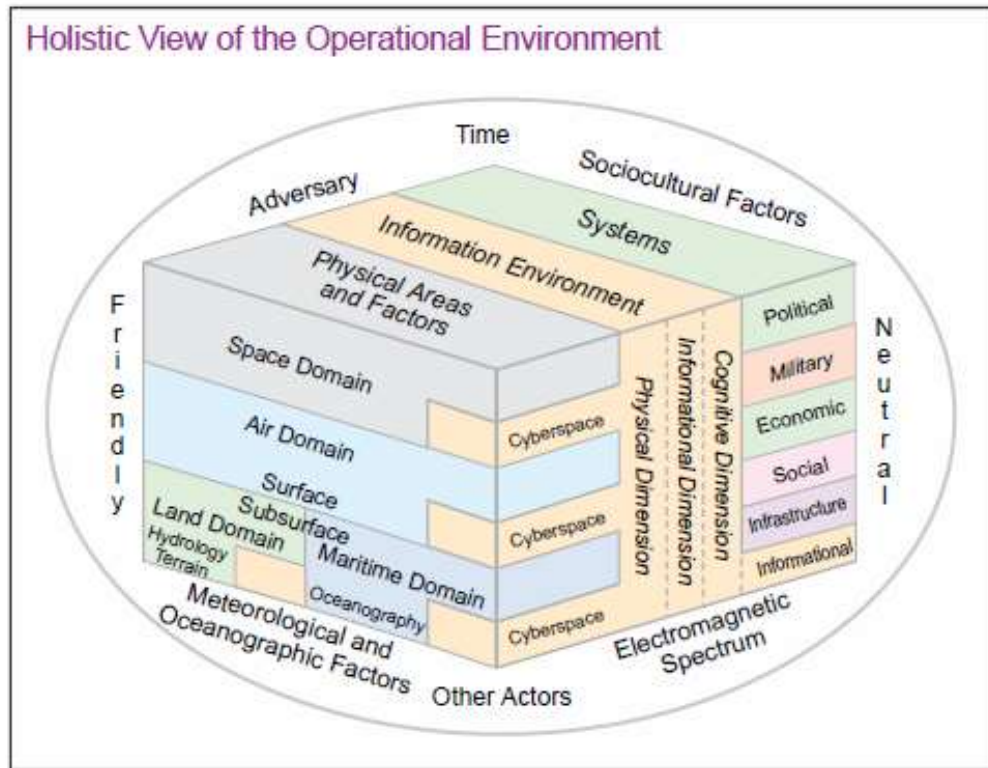 Holistic View of the Operational Environment
Time
Adversary
Sociocultural Factors
Systems
Information Environment
Physical Areas
and Factors
Friendly
Neutral
Space Domain
Air Domain
Surface
Subsurface
Land Domain
Hydrology
Terrain
Maritime Domain
Oceanography
Cyberspace
Cyberspace
Cyberspace
Physical Dimension
Informational Dimension
Cognitive Dimension
Political
Military
Economic
Social
Infrastructure
Informational
Meteorological and
Oceanographic Factors
Electromagnetic
Spectrum
Other Actors